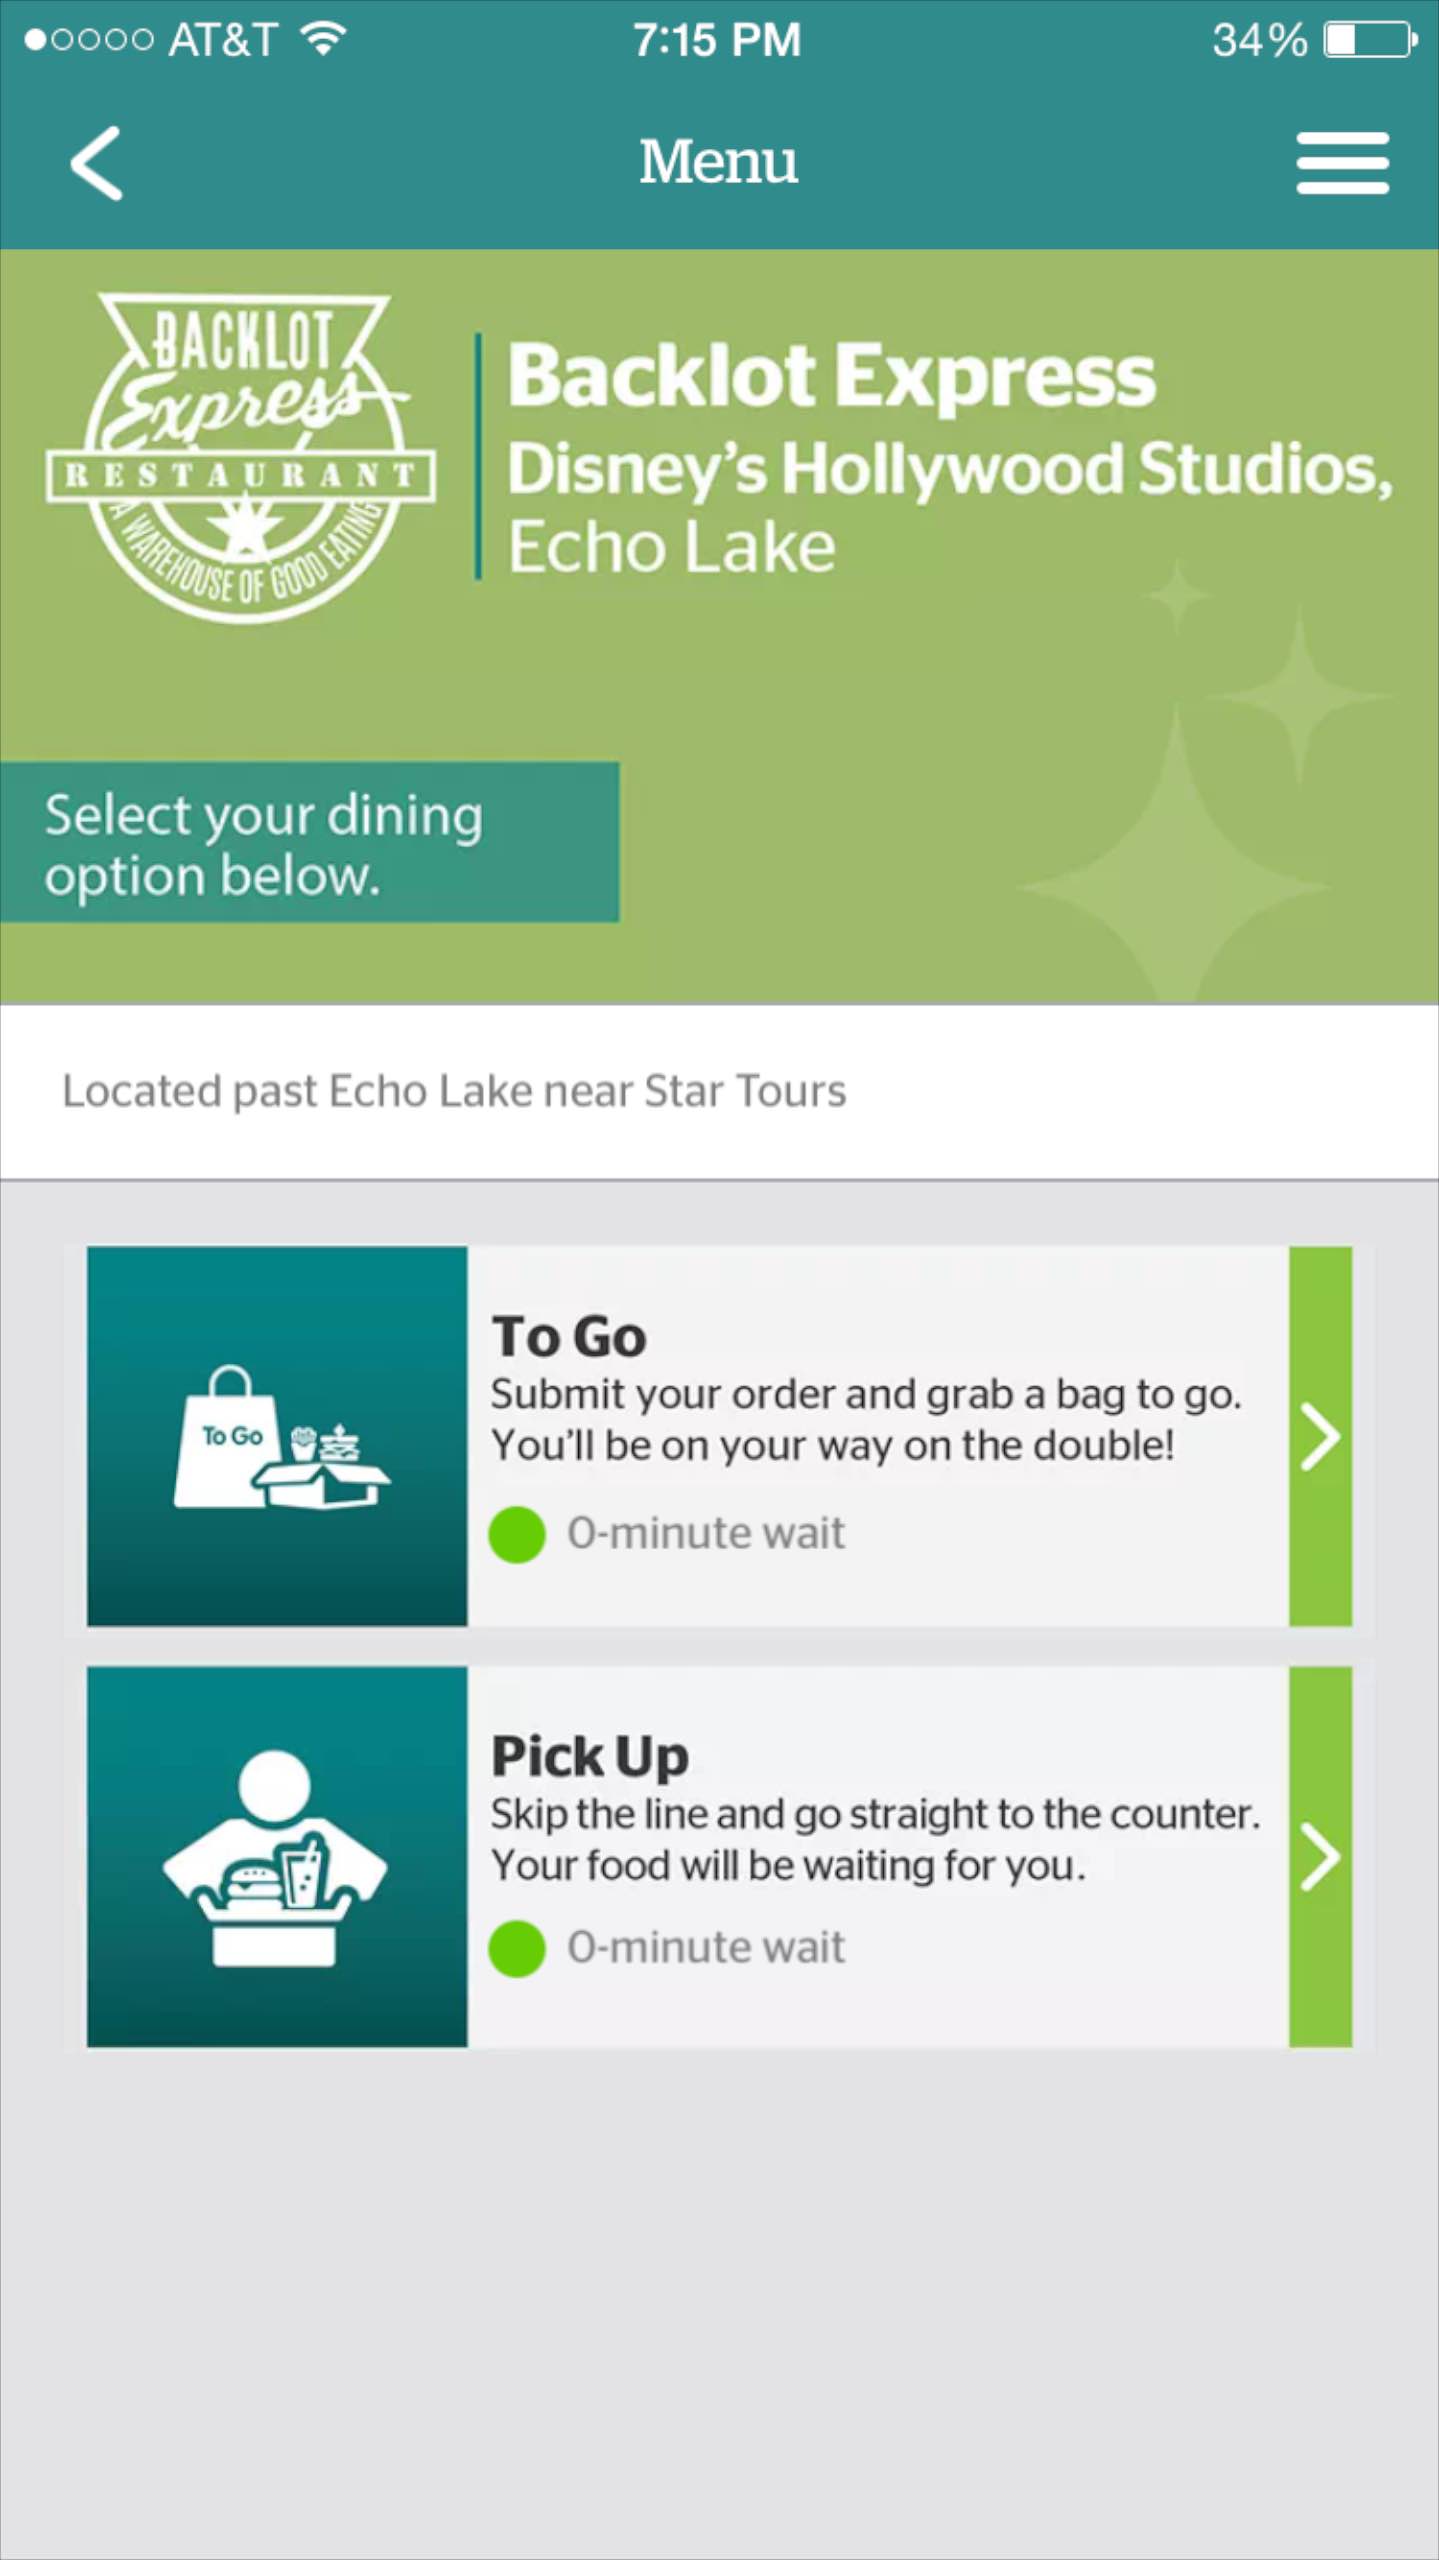 AT&T
7:15 PM
34%
Menu
BACKLOT
Express
RESTAURANT
A WAREHOUSE OF GOOD EATING
Backlot Express
Disney’s Hollywood Studios,
Echo Lake
Select your dining
option below.
Located past Echo Lake near Star Tours
To Go
To Go
Submit your order and grab a bag to go.
You’ll be on your way on the double!
0-minute wait
Pick Up
Skip the line and go straight to the counter.
Your food will be waiting for you.
0-minute wait